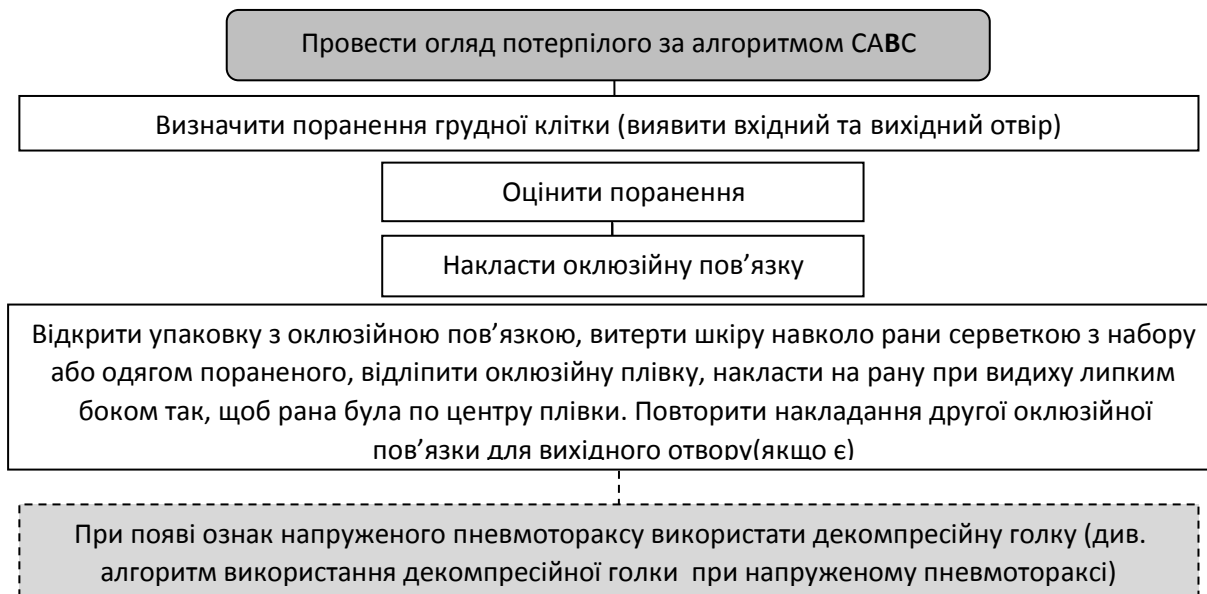 Провести огляд потерпілого за алгоритмом САВС
Визначити поранення грудної клітки (виявити вхідний та вихідний отвір)
Оцінити поранення
Накласти оклюзійну пов’язку
Відкрити упаковку з оклюзійною пов’язкою, витерти шкіру навколо рани серветкою з набору
або одягом пораненого, відліпити оклюзійну плівку, накласти на рану при видиху липким
боком так, щоб рана була по центру плівки. Повторити накладання другої оклюзійної
пов’язки для вихідного отвору(якщо є)
При появі ознак напруженого пневмотораксу використати декомпресійну голку (див.
алгоритм використання декомпресійної голки при напруженому пневмотораксі)